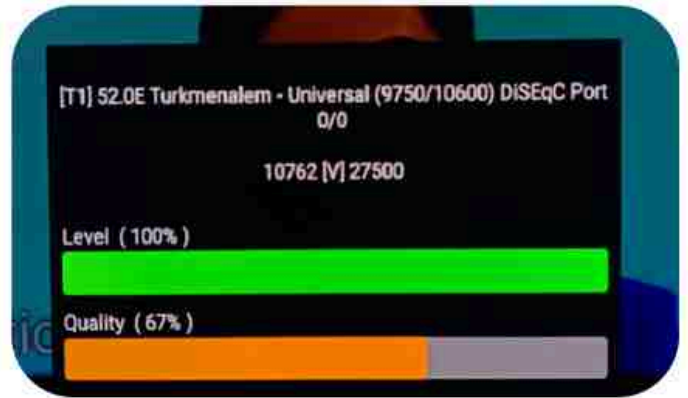 [T1] 52.0E Turkmenalem - Universal (9750/10600) DiSEqC Port
0/0
10762 [V] 27500
Level ( 100% )
Quality ( 67% )